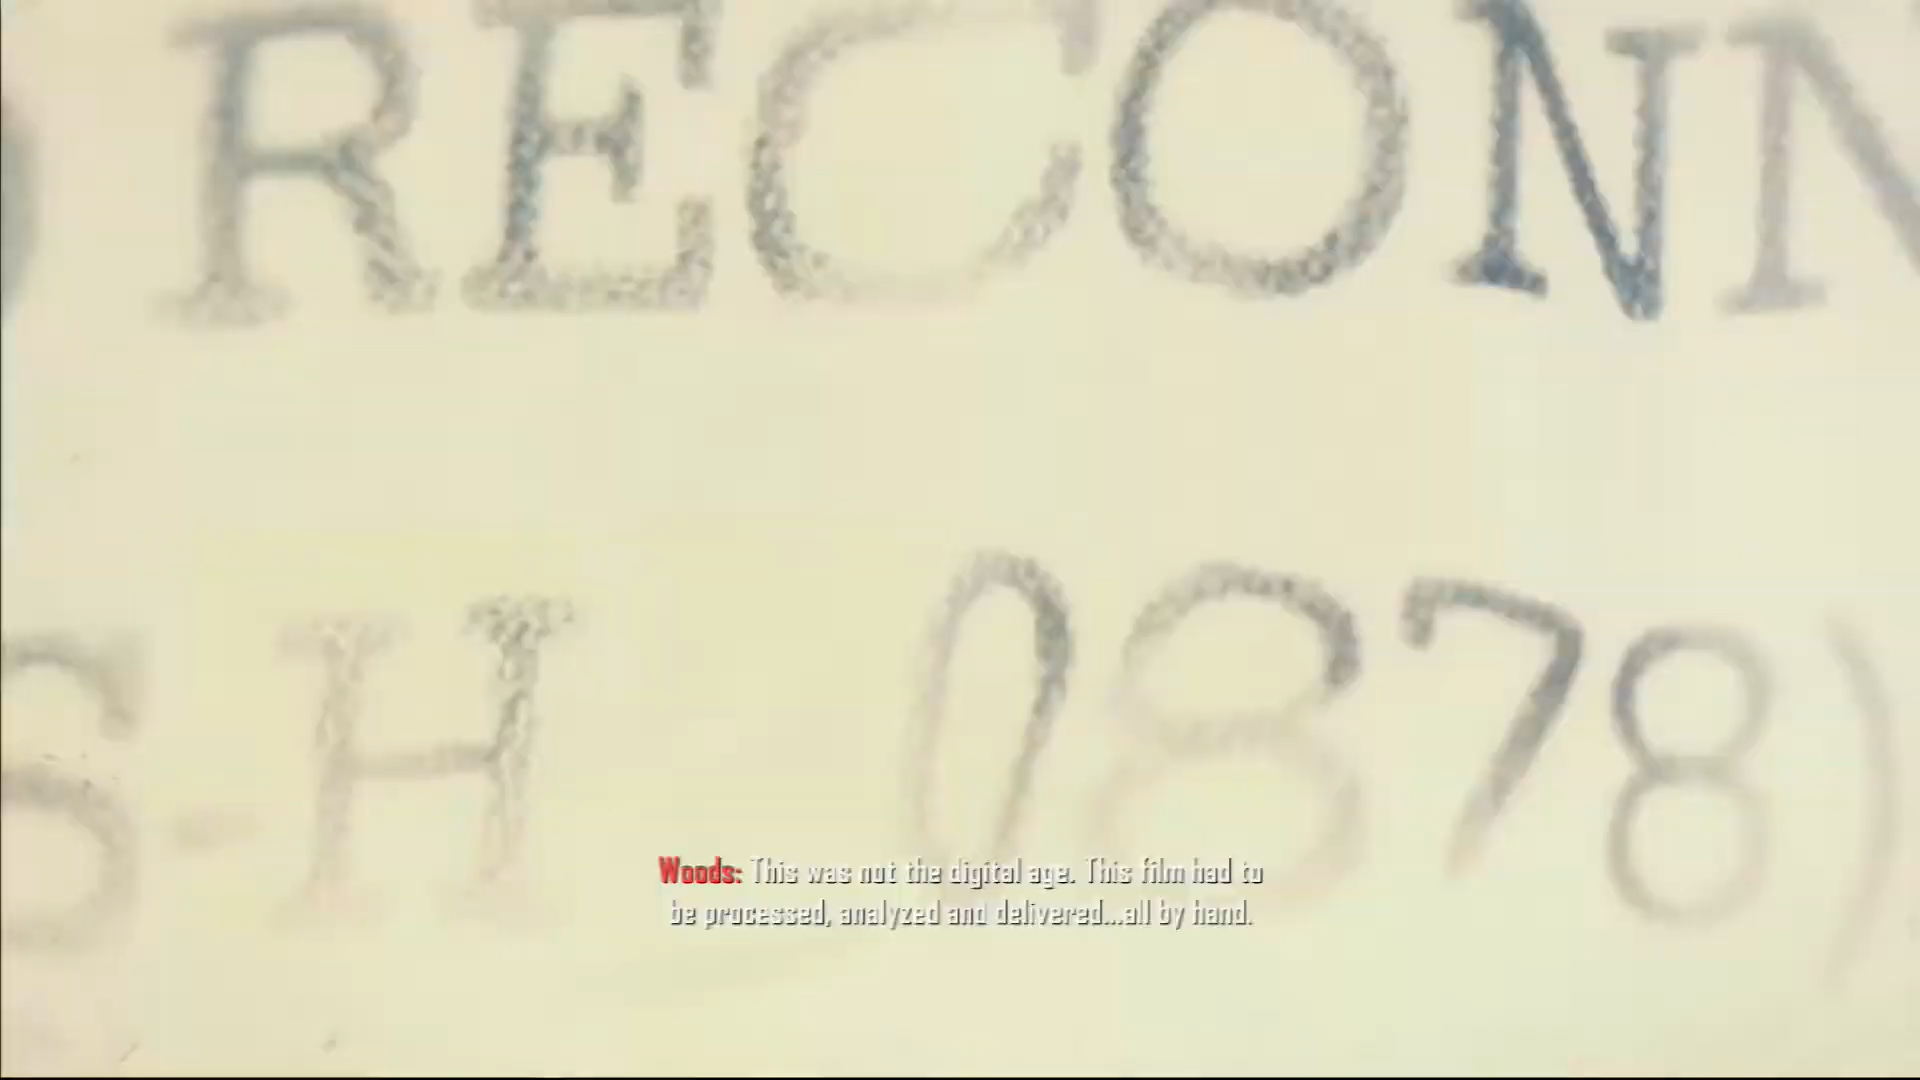 RECONN
S-H 0878)
Woods: This was not the digital age. This film had to
be processed, analyzed and delivered...all by hand.